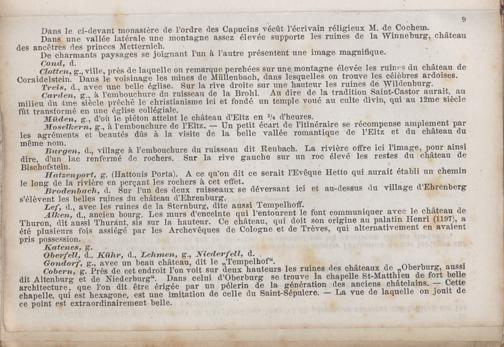 9
Dans le ci-devant monastère de l'ordre des Capucins vécût l'écrivain réligieux M. de Cochem.
Dans une vallée latérale une montagne assez élevée supporte les ruines de la Winneburg, château
des ancêtres des princes Metternich.
De charmants paysages se joignant l'un à l'autre présentent une image magnifique.
Cond, d.
Clotten, g., ville, près de laquelle on remarque perchées sur une montagne élevée les ruines du château de
Coraidelstein. Dans le voisinage les mines de Müllenbach, dans lesquelles on trouve les célèbres ardoises.
Treis, d., avec une belle église. Sur la rive droite sur une hauteur les ruines de Wildenburg.
Carden, g., à l'embouchure du ruisseau de la Brohl. Au dire de la tradition Saint-Castor aurait, au
milieu du 4me siècle prêché le christianisme ici et fondé un temple voué au culte divin, qui au 12me siècle
fût transformé en une église collégiale.
Müden, g., d'où le piéton atteint le château d'Eltz en 3/4 d'heures.
Moselkern, g., à l'embouchure de l'Eltz. — Un petit écart de l'itinéraire se récompense amplement par
les agréments et beautés dûs à la visite de la belle vallée romantique de l'Eltz et du château du
même nom.
Burgen, d., village à l'embouchure du ruisseau dit Reubach. La rivière offre ici l'image, pour ainsi
dire, d'un lac renfermé de rochers. Sur la rive gauche sur un roc élevé les restes du château de
Bischofstein.
Hatzenport, g. (Hattonis Porta). A ce qu'on dit ce serait l'Evêque Hetto qui aurait établi un chemin
le long de la rivière en perçant les rochers à cet effet.
Brodenbach, d. Sur l'un des deux ruisseaux se déversant ici et au-dessus du village d'Ehrenberg
s'élèvent les belles ruines du château d'Ehrenburg.
Lef, d., avec les ruines de la Sternburg, dite aussi Tempelhoff.
Alken, d., ancien bourg. Les murs d'enceinte qui l'entourent le font communiquer avec le château de
Thuron, dit aussi Thurant, sis sur la hauteur. Ce château, qui doit son origine au palatin Henri (1197), a
été plusieurs fois assiégé par les Archevêques de Cologne et de Trèves, qui alternativement en avaient
pris possession.
Katenes, g.
Oberfell, d., Kühr, d., Lehmen, g., Niederfell, d.
Gondorf, g., avec un beau château, dit le „Tempelhof".
Cobern, g. Près de cet endroit l'on voit sur deux hauteurs les ruines des châteaux de „Oberburg, aussi
dit Altenburg et de Niederburg". Dans celui d'Oberburg se trouve la chapelle St-Matthieu de fort belle
architecture, que l'on dit être érigée par un pélerin de la génération des anciens châtelains. — Cette
chapelle, qui est hexagone, est une imitation de celle du Saint-Sépulcre. — La vue de laquelle on jouit de
ce point est extraordinairement belle.